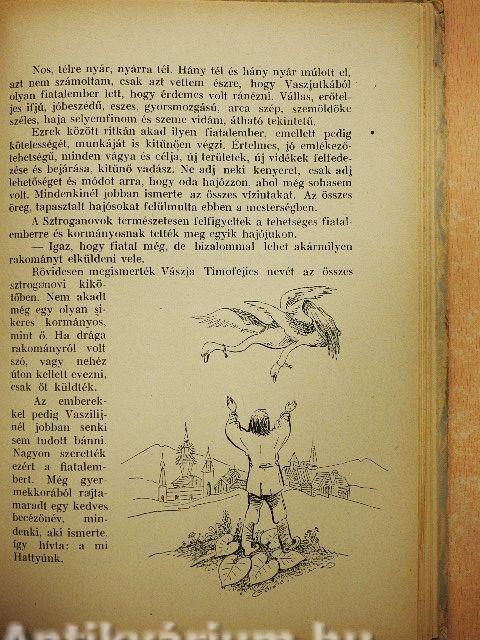 Nos, télre nyár, nyárra tél. Hány tél és hány nyár múlott el,
azt nem számoltam, csak azt vettem észre, hogy Vaszjutkából
olyan fiatalember lett, hogy érdemes volt ránézni. Vállas, erőtel-
jes ifjú, jóbeszédű, eszes, gyorsmozgású, arca szép, szemöldöke
széles, haja selyemfinom és szeme vidám, átható tekintetű.
Ezrek között ritkán akad ilyen fiatalember, emellett pedig
kötelességét, munkáját is kitűnően végzi. Értelmes, jó emlékező-
tehetségű, minden vágya és célja, új területek, új vidékek felfede-
zése és bejárása, kitűnő vadász. Ne adj neki kenyeret, csak adj
lehetőséget és módot arra, hogy oda hajózzon, ahol még sohasem
volt. Mindenkinél jobban ismerte az összes víziutakat. Az összes
öreg, tapasztalt hajósokat felülmulta ebben a mesterségben.
A Sztroganovok természetesen felfigyeltek a tehetséges fiatal-
emberre és kormányosnak tették meg egyik hajójukon.
— Igaz, hogy fiatal még, de bizalommal lehet akármilyen
rakományt elküldeni vele.
Rövidesen megismerték Vászja Timofejics nevét az összes
sztroganovi kikö-
tőben. Nem akadt
még egy olyan si-
keres kormányos,
mint ő. Ha drága
rakományról volt
szó, vagy nehéz
úton kellett evezni,
csak őt küldték.
Az emberek-
kel pedig Vaszilij-
nél jobban senki
sem tudott bánni.
Nagyon szerették
ezért a fiatalem-
bert. Még gyer-
mekkorából rajta-
maradt egy kedves
becézőnév, min-
denki, aki ismerte,
így hívta: a mi
Hattyúnk.
Antikvárium.hu